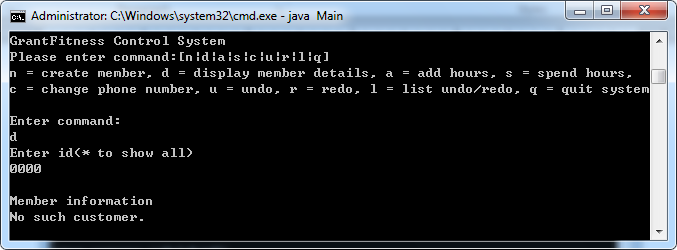 Administrator: C:\Windows\system32\cmd.exe - java Main
GrantFitness Control System
Please enter command:[n|d|a|s|c|u|r|l|q]
n = create member, d = display member details, a = add hours, s = spend hours,
c = change phone number, u = undo, r = redo, l = list undo/redo, q = quit system
Enter command:
d
Enter id(* to show all)
0000
Member information
No such customer.